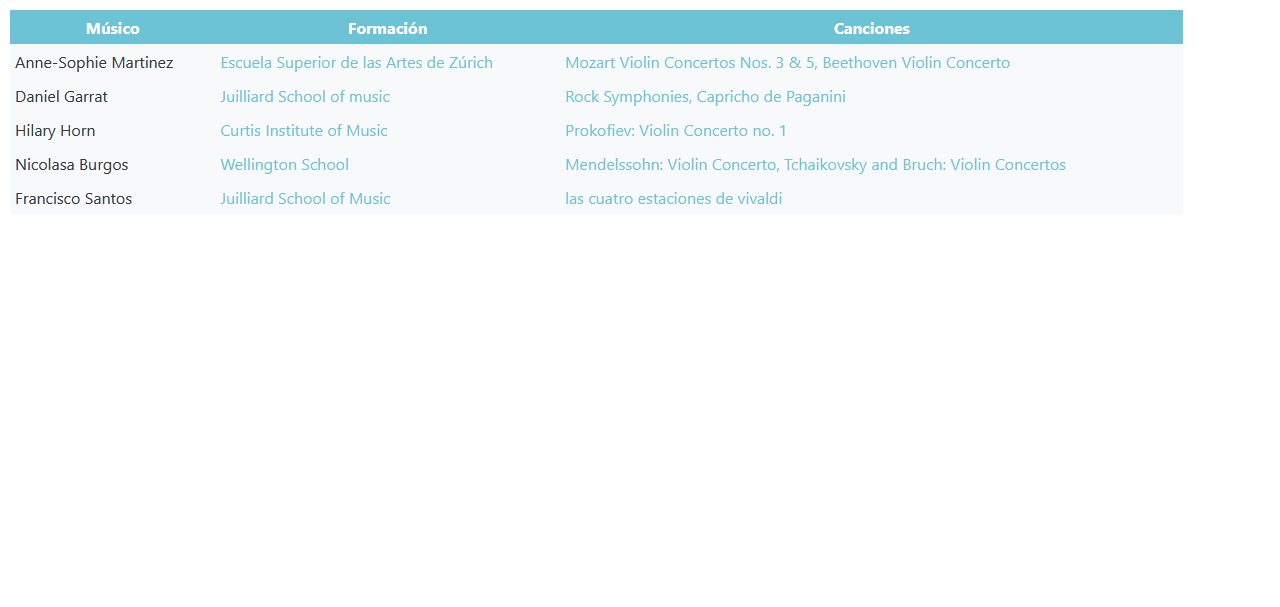 Músico Formación Canciones
Anne-Sophie Martinez Escuela Superior de las Artes de Zúrich Mozart Violin Concertos Nos. 3 & 5, Beethoven Violin Concerto
Daniel Garrat Juilliard School of music Rock Symphonies, Capricho de Paganini
Hilary Horn Curtis Institute of Music Prokofiev: Violin Concerto no. 1
Nicolasa Burgos Wellington School Mendelssohn: Violin Concerto, Tchaikovsky and Bruch: Violin Concertos
Francisco Santos Juilliard School of Music las cuatro estaciones de vivaldi